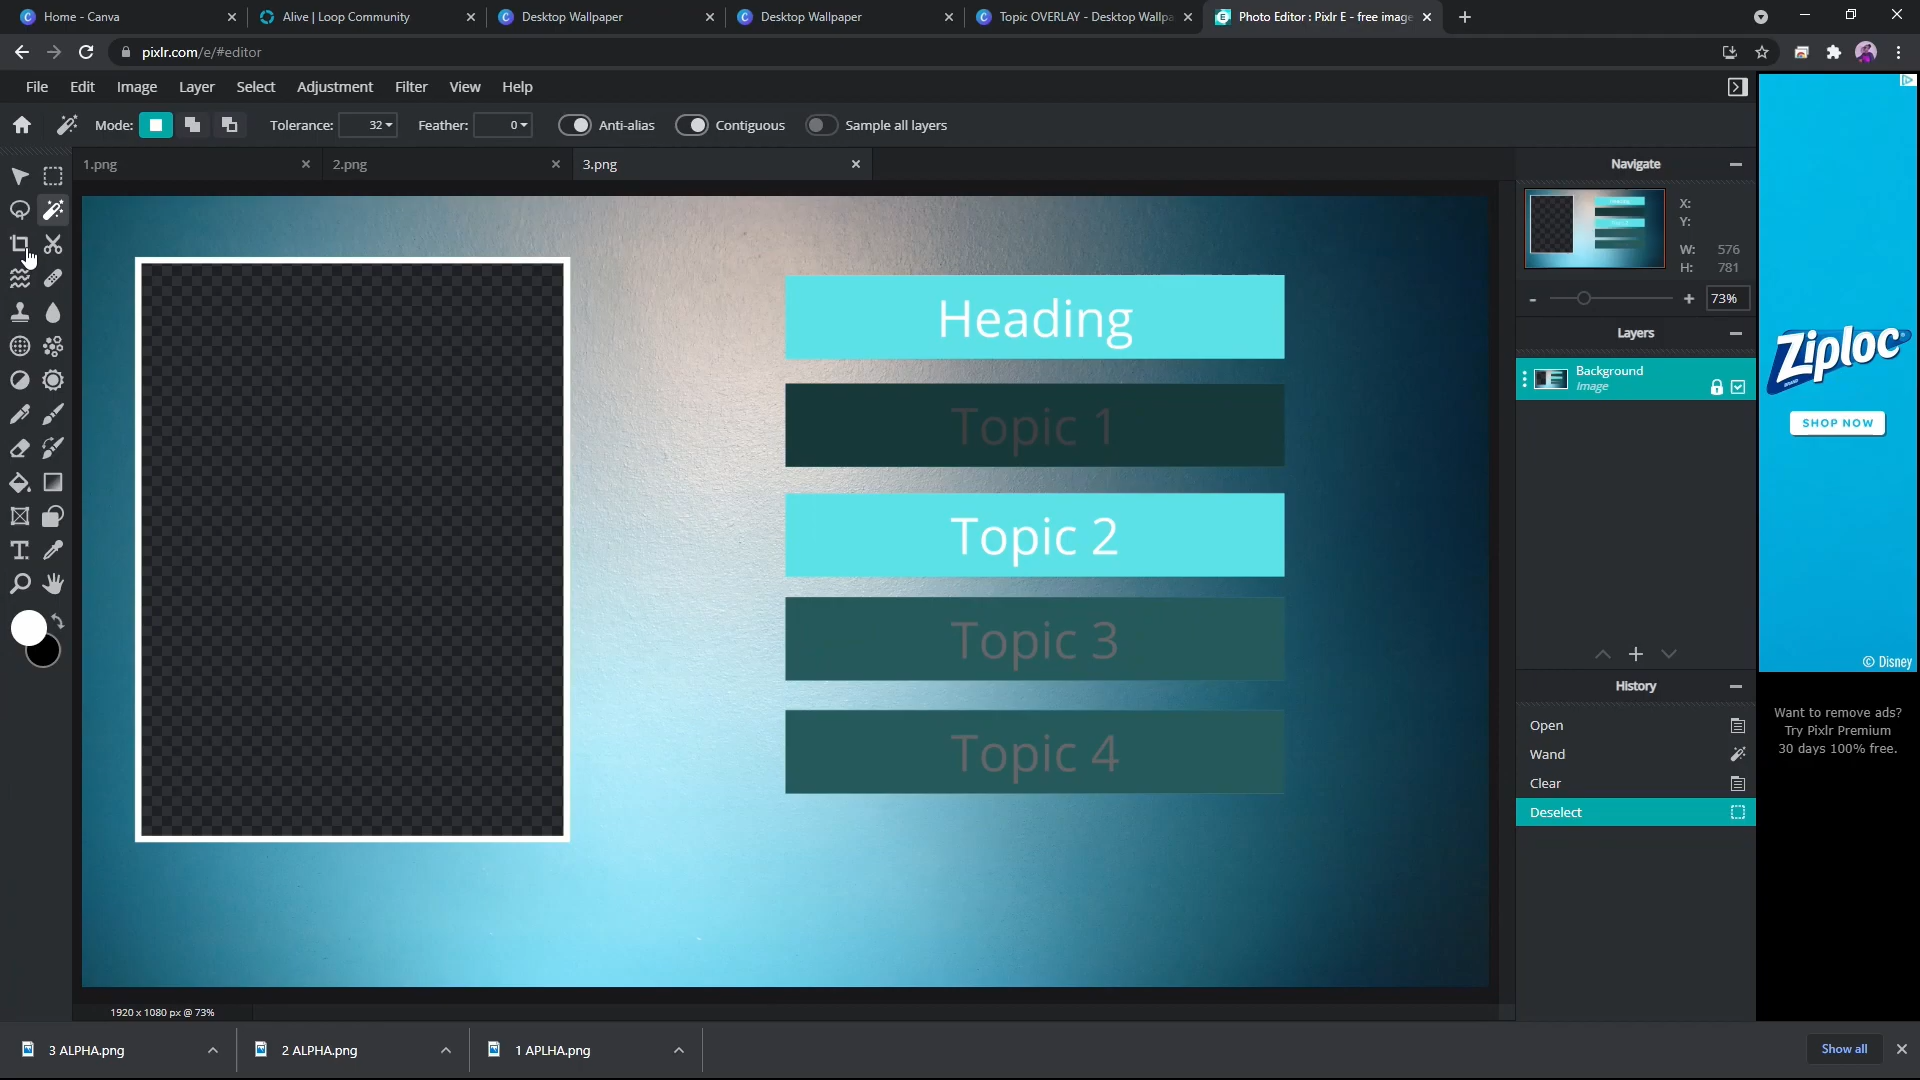 Home - Canva
Alive | Loop Community
Desktop Wallpaper
Desktop Wallpaper
Topic OVERLAY - Desktop Wallpa
Photo Editor : Pixlr E - free image
pixlr.com/e/#editor
File Edit Image Layer Select Adjustment Filter View Help
Mode: Tolerance: 32 Feather: 0 Anti-alias Contiguous Sample all layers
1.png
2.png
3.png
Heading
Topic 1
Topic 2
Topic 3
Topic 4
1920 x 1080 px @ 73%
Navigate
X:
Y:
W: 576
H: 781
73%
Layers
Background
Image
History
Open
Wand
Clear
Deselect
Ziploc
BRAND
SHOP NOW
© Disney
Want to remove ads?
Try Pixlr Premium
30 days 100% free.
3 ALPHA.png
2 ALPHA.png
1 APLHA.png
Show all